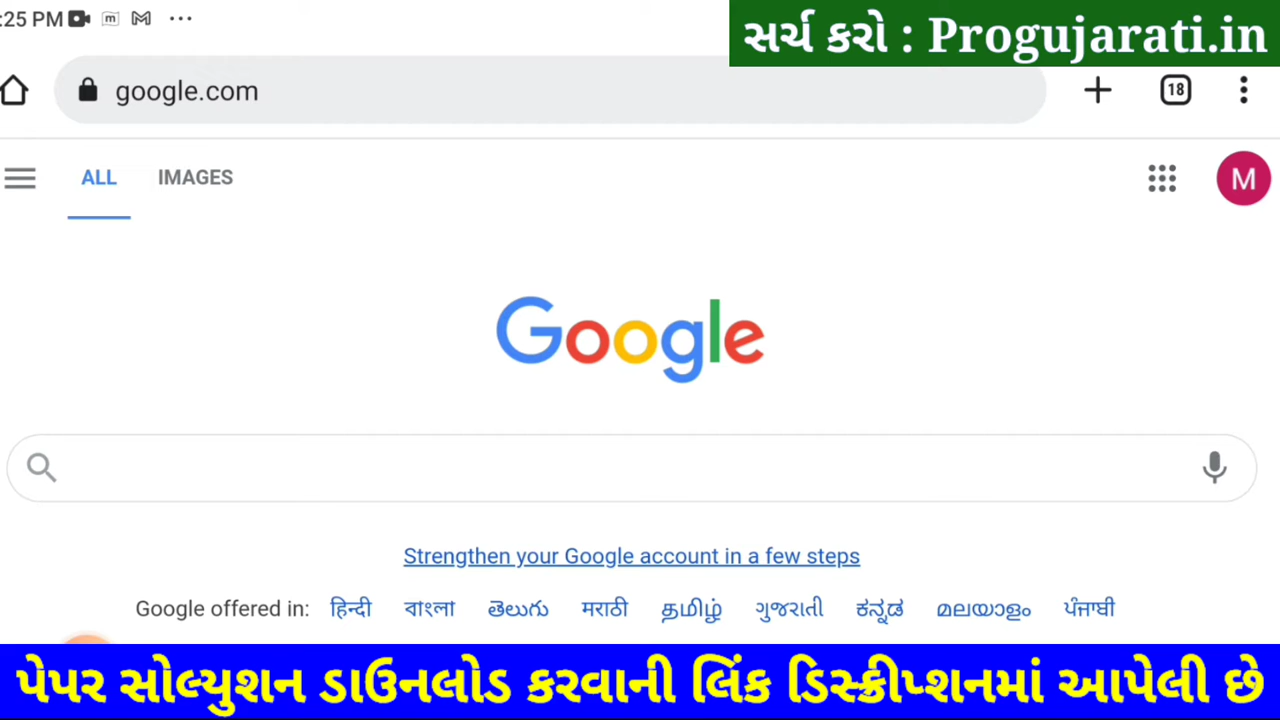 :25 PM
સર્ચ કરો : Progujarati.in
google.com
18
ALL IMAGES
M
Google
Strengthen your Google account in a few steps
Google offered in: हिन्दी বাংলা తెలుగు मराठी தமிழ் ગુજરાતી ಕನ್ನಡ മലയാളം ਪੰਜਾਬੀ
પેપર સોલ્યુશન ડાઉનલોડ કરવાની લિંક ડિસ્ક્રીપ્શનમાં આપેલી છે